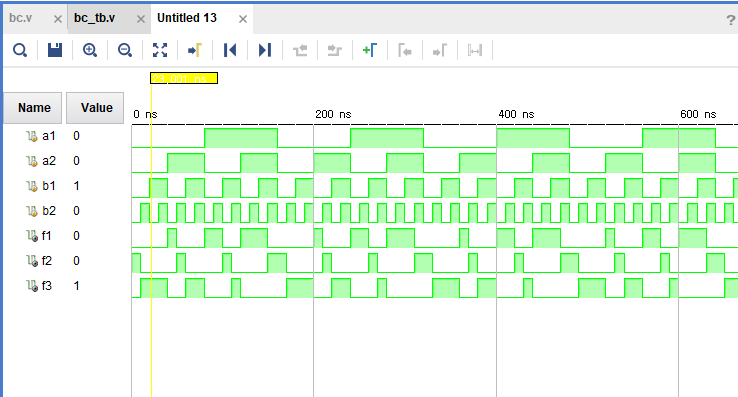 bc.v × bc_tb.v × Untitled 13 ×
?
Name Value
0 ns 200 ns 400 ns 600 ns
a1 0
a2 0
b1 1
b2 0
f1 0
f2 0
f3 1